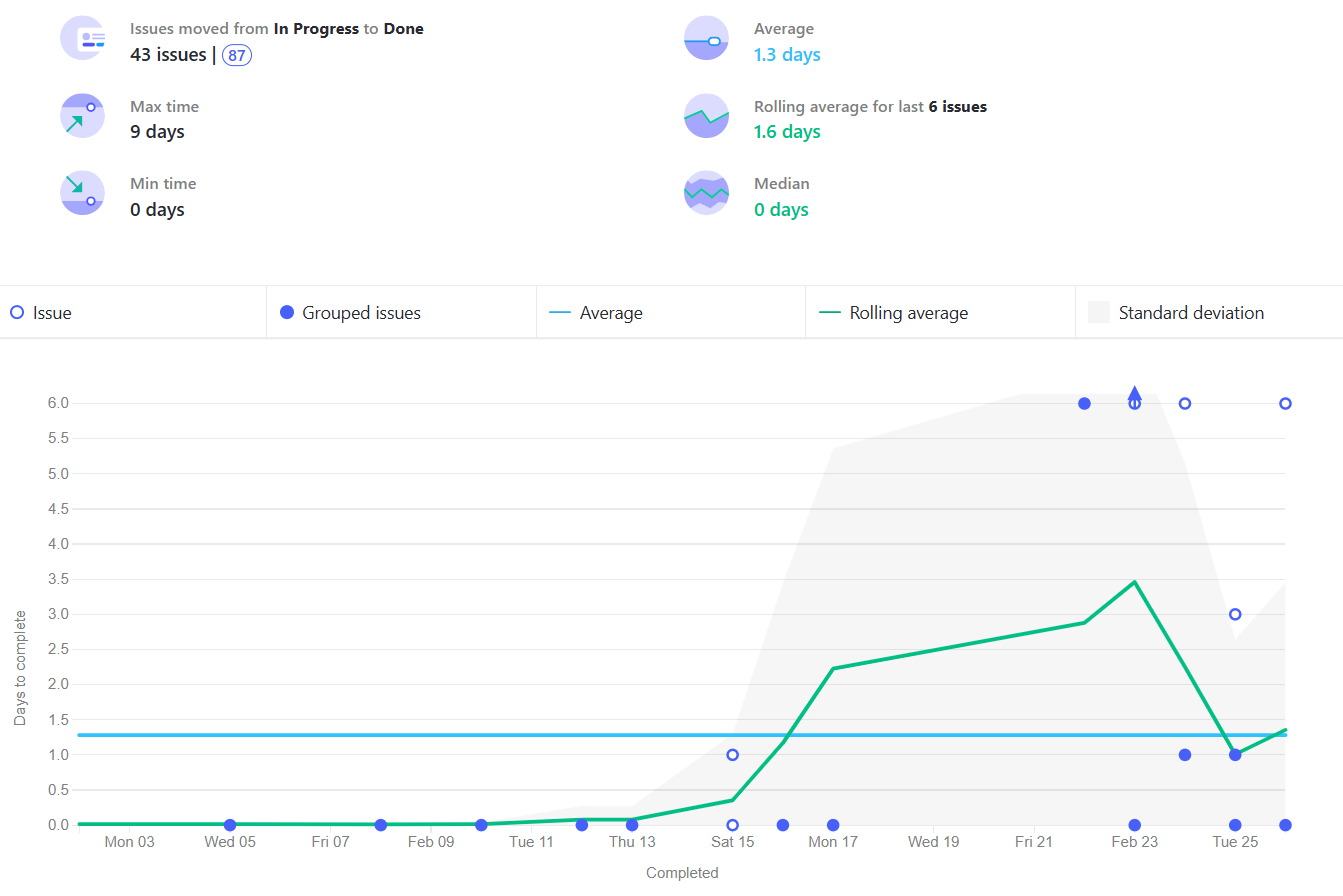 Issues moved from In Progress to Done
43 issues | 87
Average
1.3 days
Max time
9 days
Rolling average for last 6 issues
1.6 days
Min time
0 days
Median
0 days
Issue
Grouped issues
Average
Rolling average
Standard deviation
6.0
5.5
5.0
4.5
4.0
3.5
3.0
2.5
2.0
1.5
1.0
0.5
0.0
Days to complete
Mon 03
Wed 05
Fri 07
Feb 09
Tue 11
Thu 13
Sat 15
Mon 17
Wed 19
Fri 21
Feb 23
Tue 25
Completed